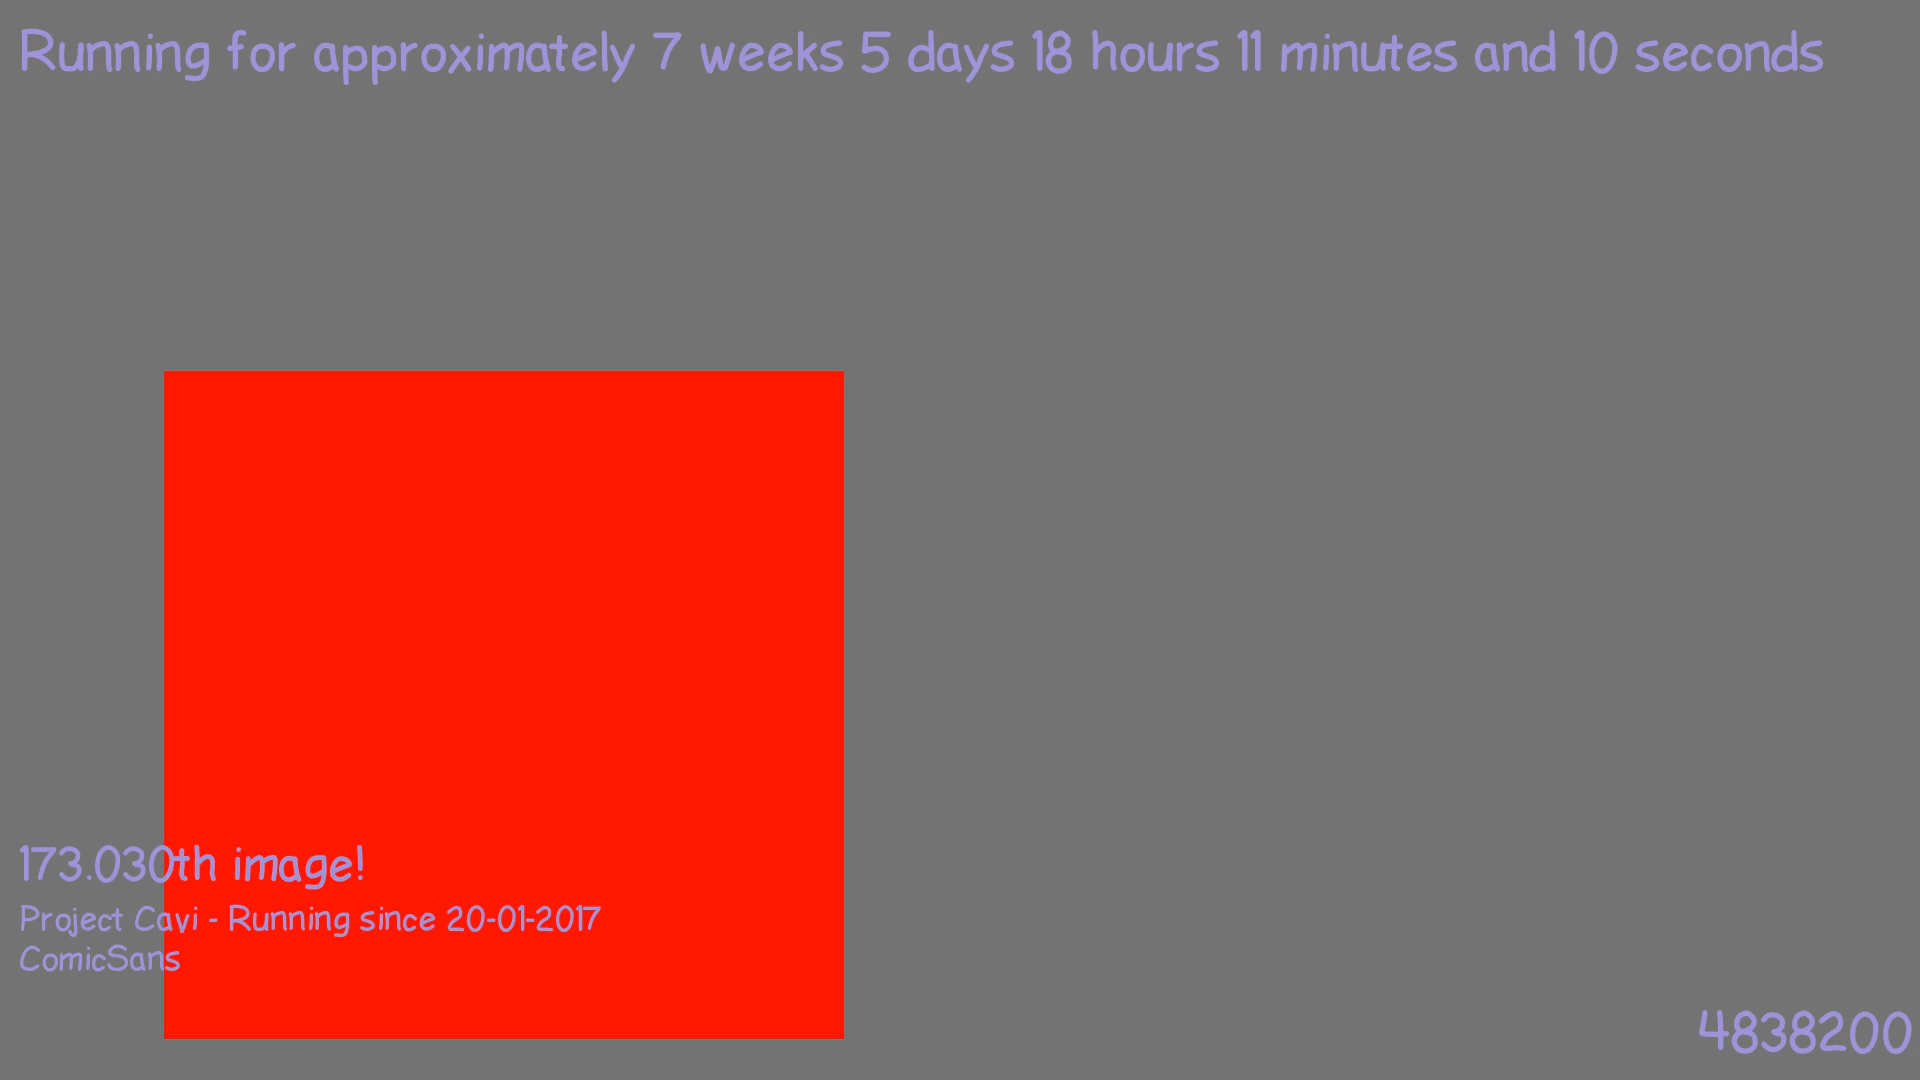 Running for approximately 7 weeks 5 days 18 hours 11 minutes and 10 seconds
173.030th image!
Project Cavi - Running since 20-01-2017
ComicSans
4838200